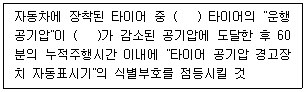 자동차에 장착된 타이어 중 (   ) 타이어의 "운행
공기압"이 (   )가 감소된 공기압에 도달한 후 60
분의 누적주행시간 이내에 "타이어 공기압 경고장
치 자동표시기"의 식별부호를 점등시킬 것